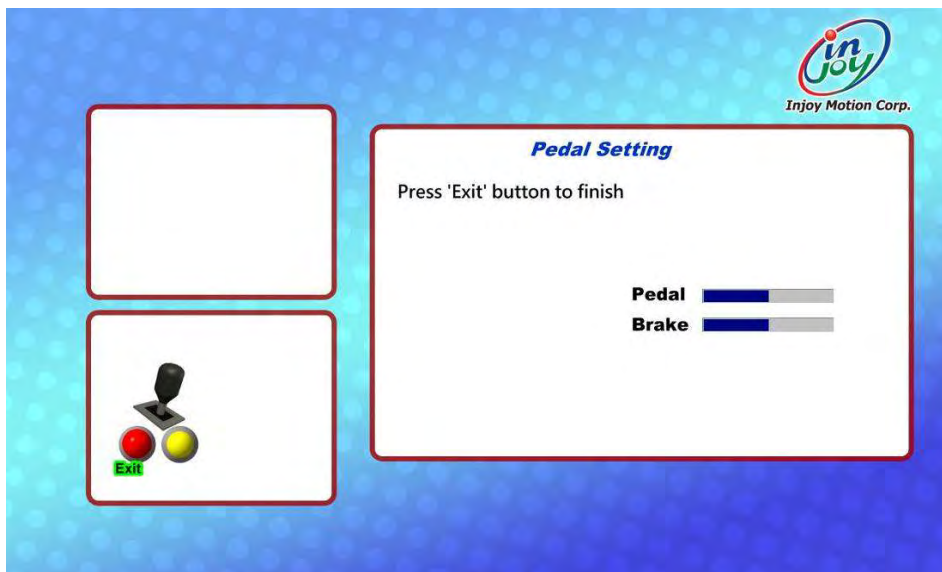 in
joy
Injoy Motion Corp.
Pedal Setting
Press 'Exit' button to finish
Pedal
Brake
Exit